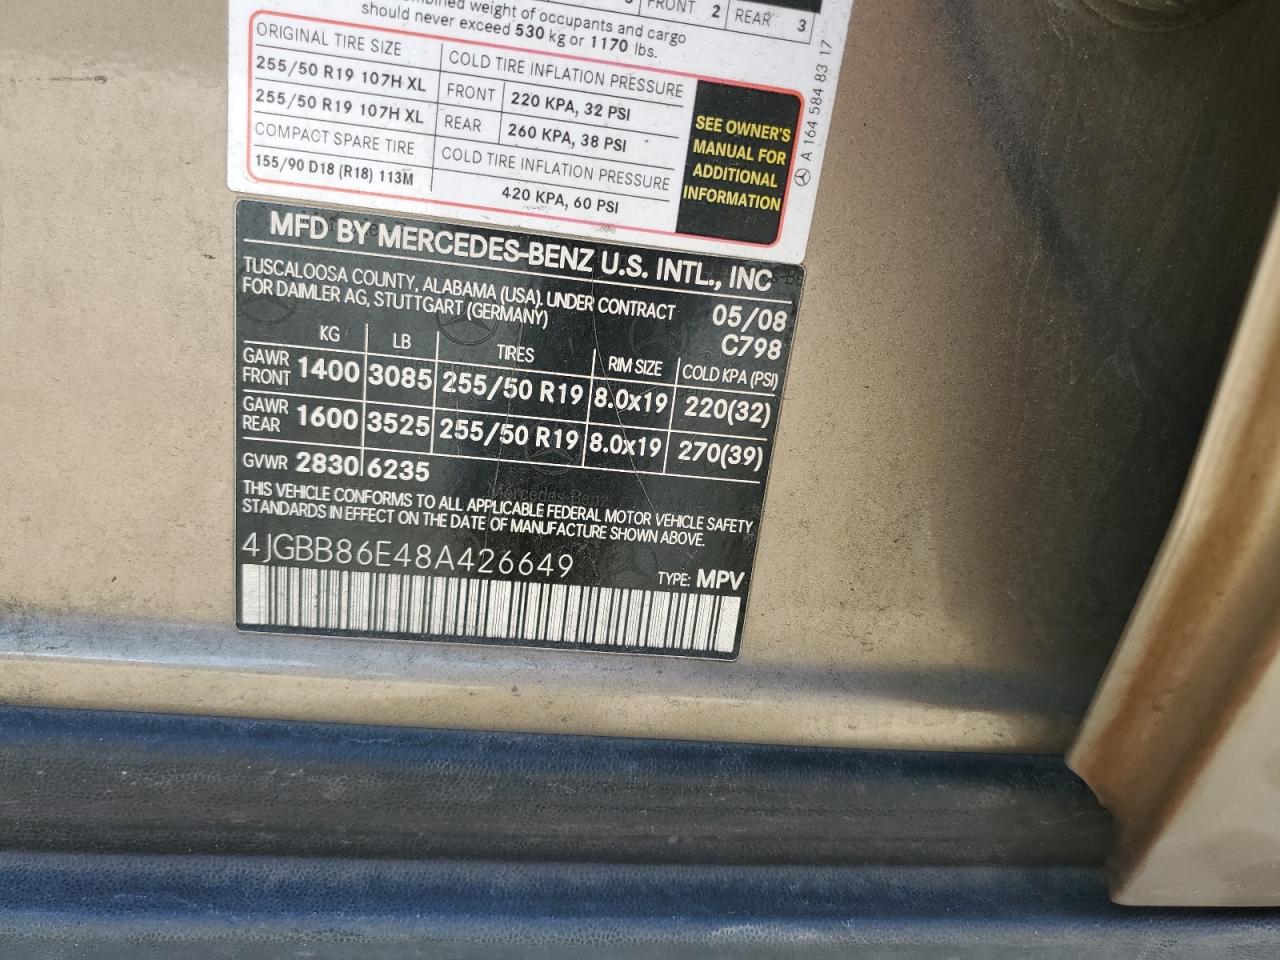 FRONT 2 REAR 3
weight of occupants and cargo
should never exceed 530 kg or 1170 lbs.
ORIGINAL TIRE SIZE COLD TIRE INFLATION PRESSURE
255/50 R19 107H XL FRONT 220 KPA, 32 PSI
255/50 R19 107H XL REAR 260 KPA, 38 PSI
COMPACT SPARE TIRE COLD TIRE INFLATION PRESSURE
155/90 D18 (R18) 113M 420 KPA, 60 PSI
SEE OWNER'S
MANUAL FOR
ADDITIONAL
INFORMATION
A 164 584 83 17
MFD BY MERCEDES-BENZ U.S. INTL., INC
TUSCALOOSA COUNTY, ALABAMA (USA). UNDER CONTRACT
FOR DAIMLER AG, STUTTGART (GERMANY)
05/08
C798
KG LB TIRES RIM SIZE COLD KPA (PSI)
GAWR FRONT 1400 3085 255/50 R19 8.0x19 220(32)
GAWR REAR 1600 3525 255/50 R19 8.0x19 270(39)
GVWR 2830 6235
Mercedes-Benz
THIS VEHICLE CONFORMS TO ALL APPLICABLE FEDERAL MOTOR VEHICLE SAFETY
STANDARDS IN EFFECT ON THE DATE OF MANUFACTURE SHOWN ABOVE.
4JGBB86E48A426649 TYPE: MPV